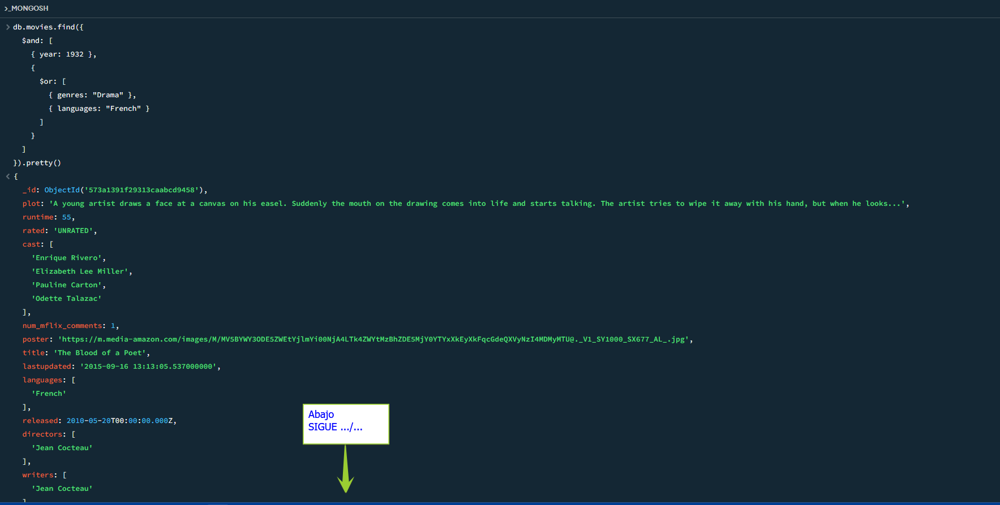 >_MONGOSH
> db.movies.find({
$and: [
{ year: 1932 },
{
$or: [
{ genres: "Drama" },
{ languages: "French" }
]
}
]
}).pretty()
< {
_id: ObjectId('573a1391f29313caabcd9458'),
plot: 'A young artist draws a face at a canvas on his easel. Suddenly the mouth on the drawing comes into life and starts talking. The artist tries to wipe it away with his hand, but when he looks...',
runtime: 55,
rated: 'UNRATED',
cast: [
'Enrique Rivero',
'Elizabeth Lee Miller',
'Pauline Carton',
'Odette Talazac'
],
num_mflix_comments: 1,
poster: 'https://m.media-amazon.com/images/M/MV5BYWY3ODE5ZWEtYjlmYi00NjA4LTk4ZWYtMzBhZDE5MjY0YTYxXkEyXkFqcGdeQXVyNzI4MDMyMTU@._V1_SY1000_SX677_AL_.jpg',
title: 'The Blood of a Poet',
lastupdated: '2015-09-16 13:13:05.537000000',
languages: [
'French'
],
released: 2010-05-20T00:00:00.000Z,
directors: [
'Jean Cocteau'
],
writers: [
'Jean Cocteau'
]
Abajo
SIGUE .../...